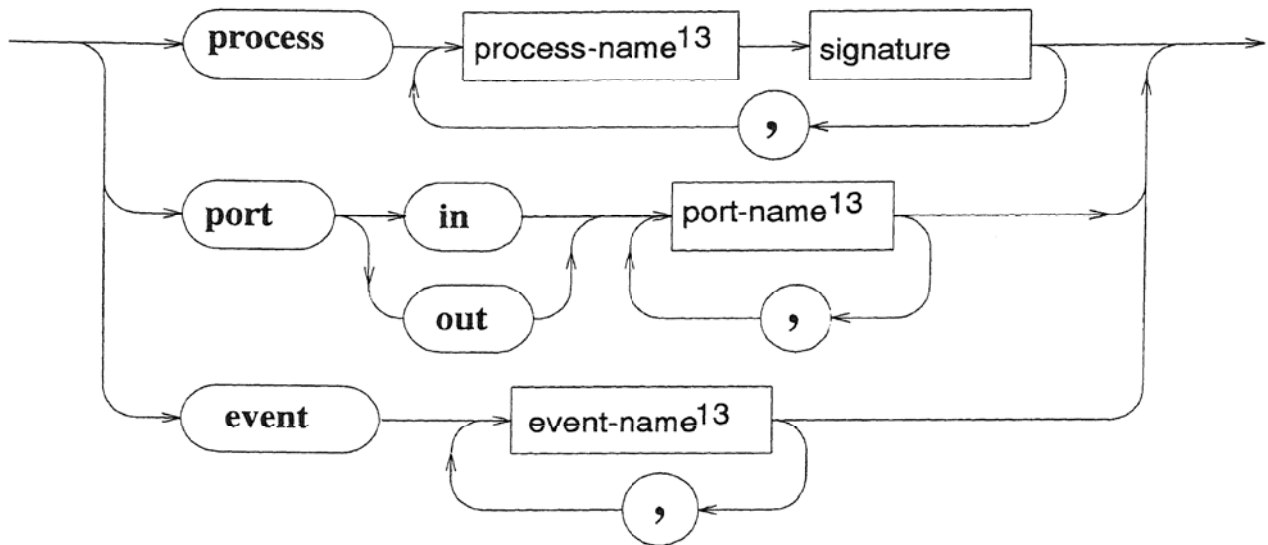 process process-name13 signature
,
port in port-name13
out ,
event event-name13
,